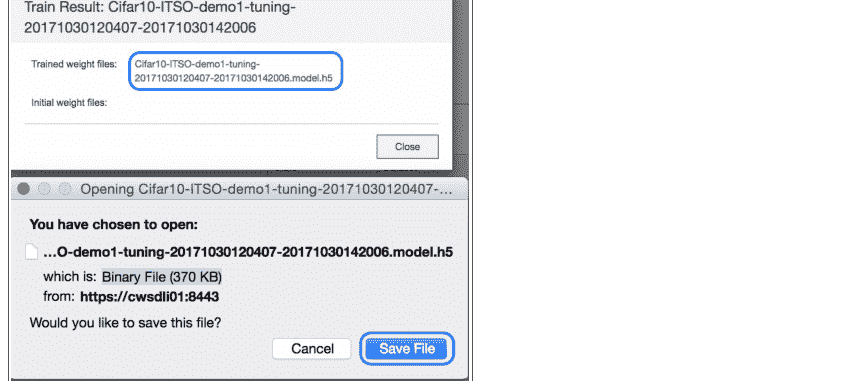 Train Result: Cifar10-ITSO-demo1-tuning-
20171030120407-20171030142006
Trained weight files:
Cifar10-ITSO-demo1-tuning-
20171030120407-20171030142006.model.h5
Initial weight files:
Close
Opening Cifar10-ITSO-demo1-tuning-20171030120407-...
You have chosen to open:
...O-demo1-tuning-20171030120407-20171030142006.model.h5
which is: Binary File (370 KB)
from: https://cwsdli01:8443
Would you like to save this file?
Cancel
Save File